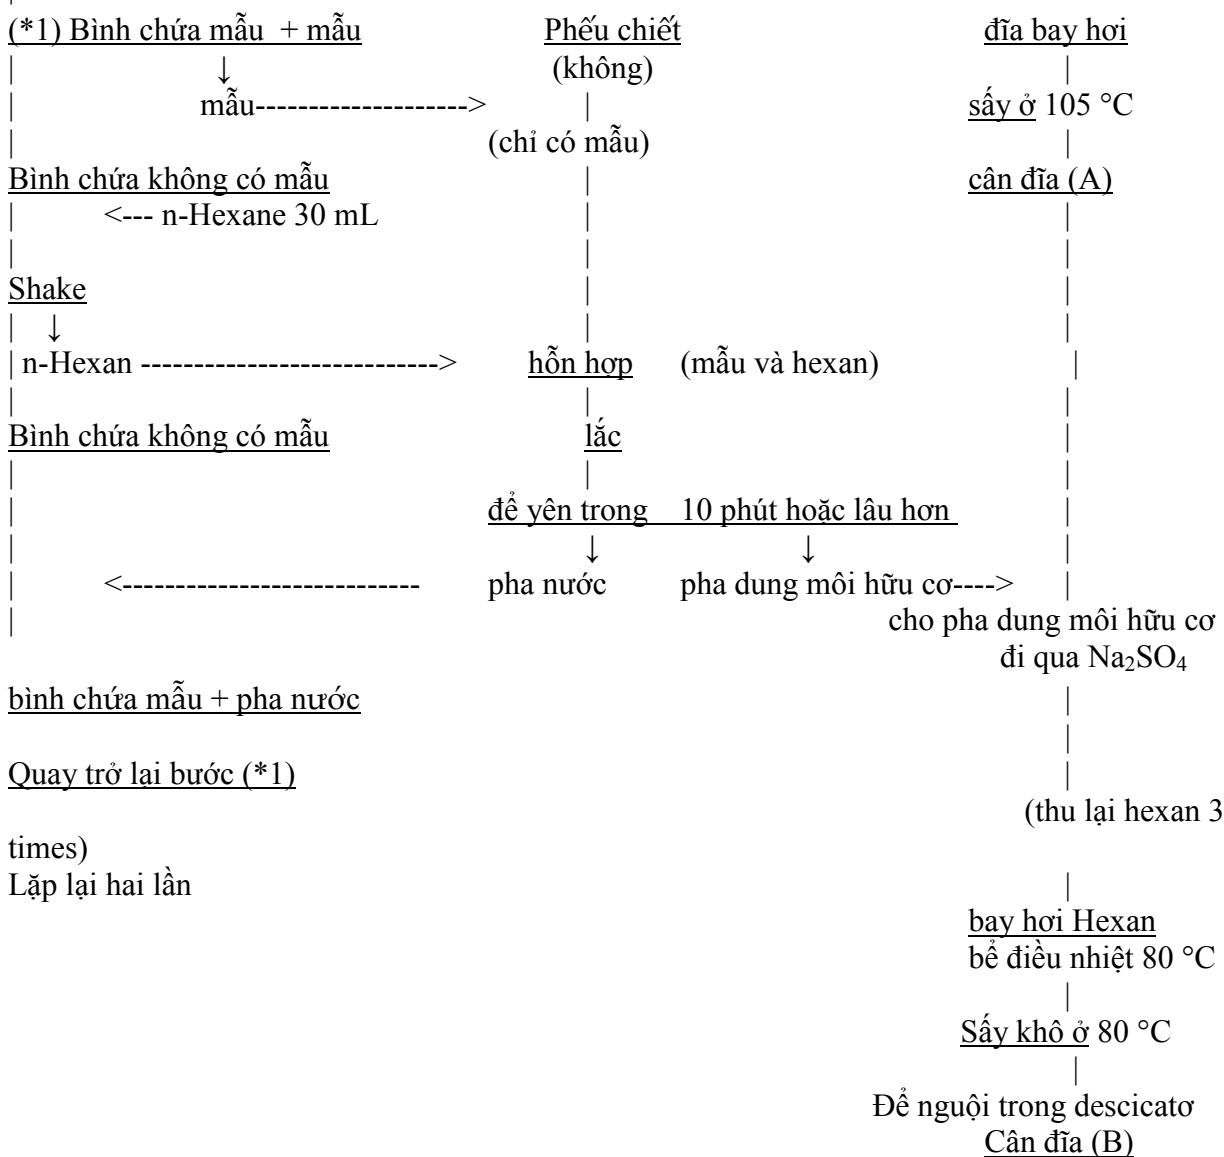 (*1) Bình chứa mẫu + mẫu Phếu chiết đĩa bay hơi
| ↓ (không) |
| mẫu--------------------> | sấy ở 105 °C
| (chỉ có mẫu) |
Bình chứa không có mẫu | cân đĩa (A)
| <--- n-Hexane 30 mL | |
| | |
Shake | |
| ↓ | |
| n-Hexan ----------------------------> hỗn hợp (mẫu và hexan) |
| | |
Bình chứa không có mẫu lắc |
| | |
| để yên trong 10 phút hoặc lâu hơn |
| ↓ ↓ |
| <---------------------------- pha nước pha dung môi hữu cơ----> |
| cho pha dung môi hữu cơ
đi qua Na₂SO₄
bình chứa mẫu + pha nước |
|
Quay trở lại bước (*1) |
(thu lại hexan 3
times)
Lặp lại hai lần |
bay hơi Hexan
bể điều nhiệt 80 °C
|
Sấy khô ở 80 °C
|
Để nguội trong descicatơ
Cân đĩa (B)